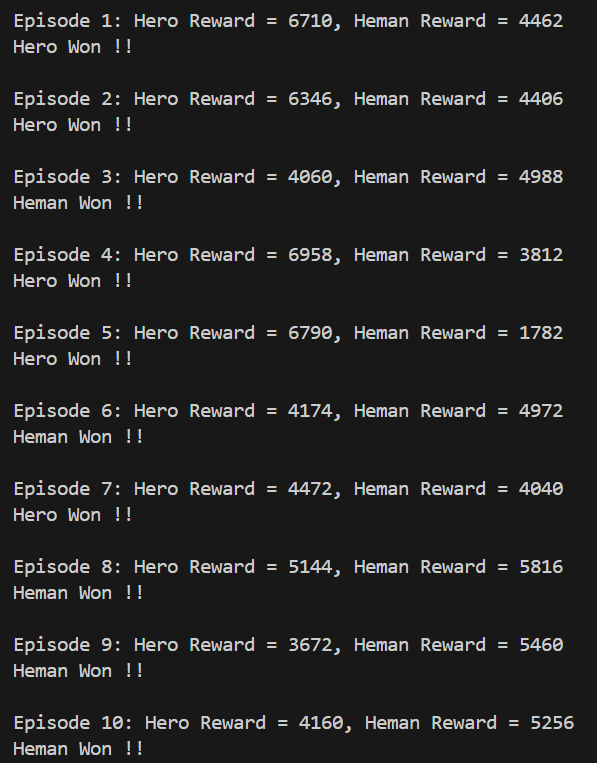 Episode 1: Hero Reward = 6710, Heman Reward = 4462
Hero Won !!
Episode 2: Hero Reward = 6346, Heman Reward = 4406
Hero Won !!
Episode 3: Hero Reward = 4060, Heman Reward = 4988
Heman Won !!
Episode 4: Hero Reward = 6958, Heman Reward = 3812
Hero Won !!
Episode 5: Hero Reward = 6790, Heman Reward = 1782
Hero Won !!
Episode 6: Hero Reward = 4174, Heman Reward = 4972
Heman Won !!
Episode 7: Hero Reward = 4472, Heman Reward = 4040
Hero Won !!
Episode 8: Hero Reward = 5144, Heman Reward = 5816
Heman Won !!
Episode 9: Hero Reward = 3672, Heman Reward = 5460
Heman Won !!
Episode 10: Hero Reward = 4160, Heman Reward = 5256
Heman Won !!